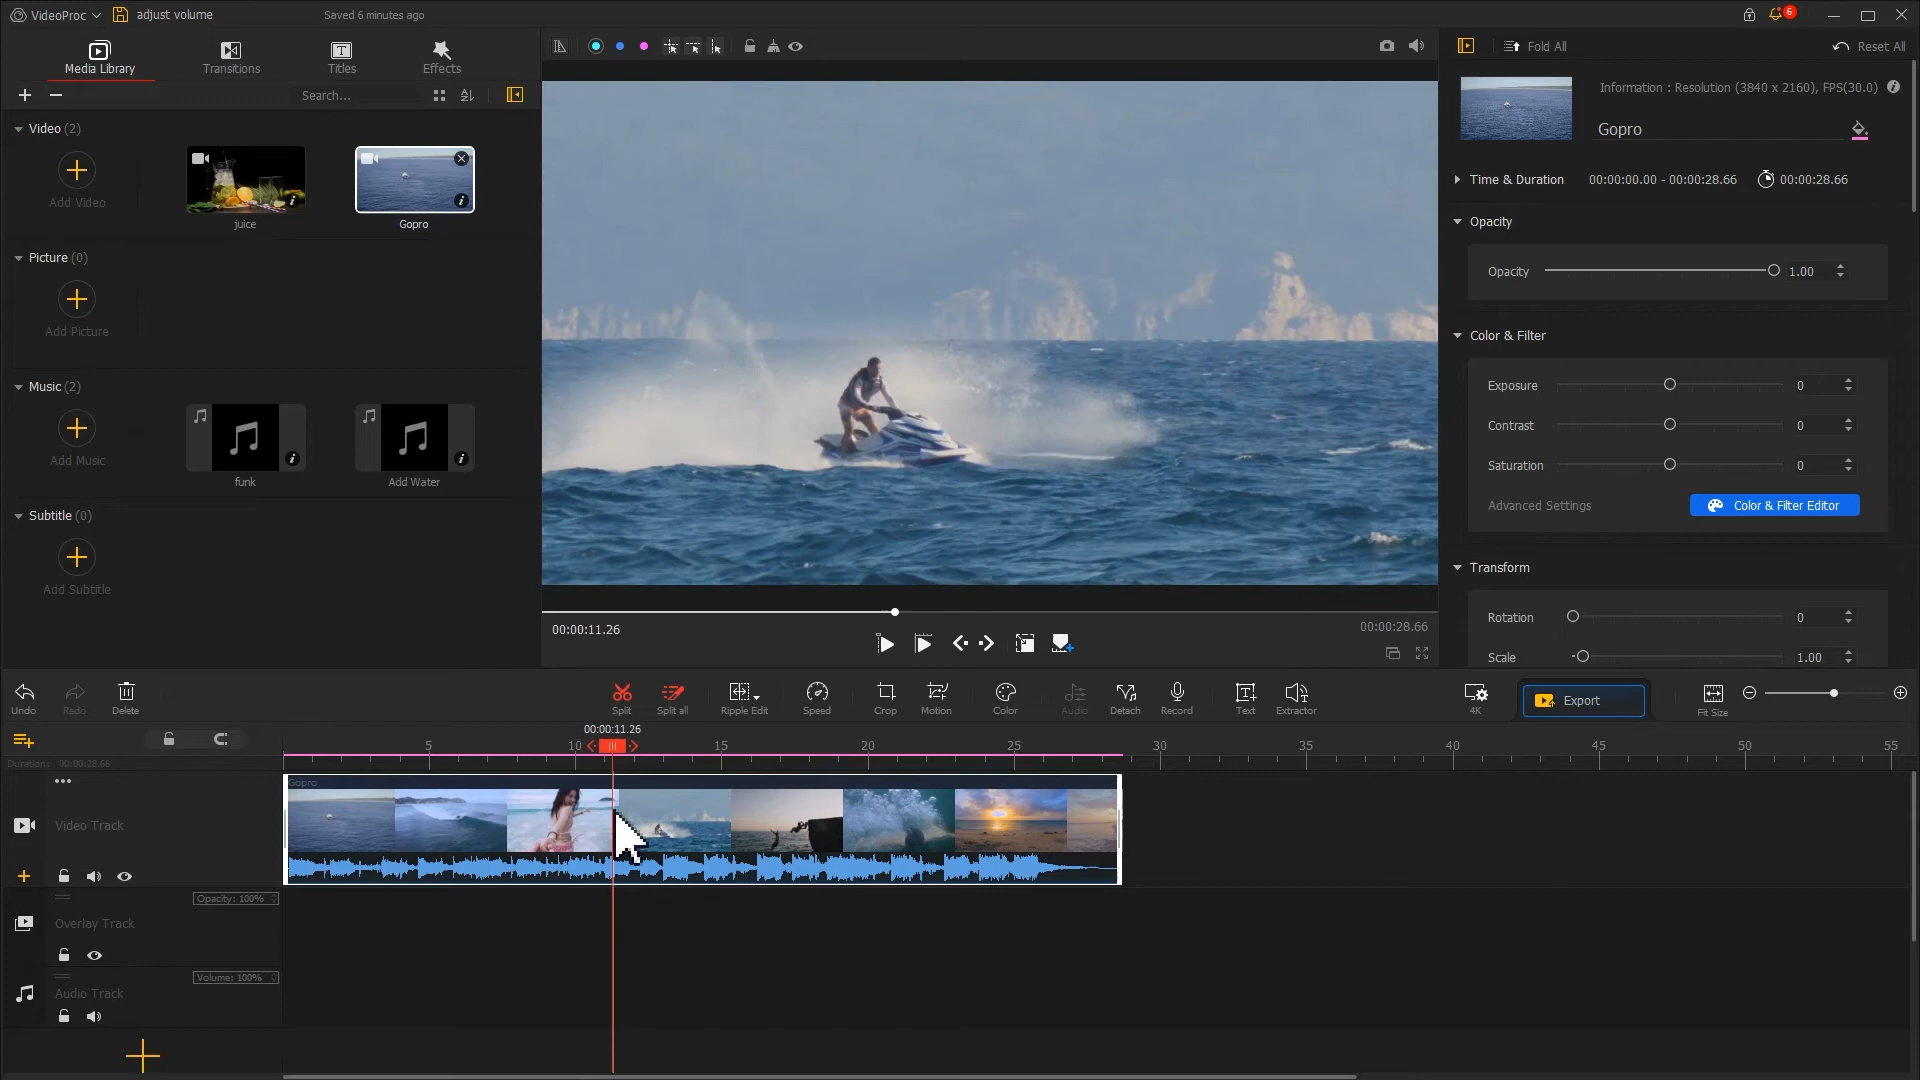 VideoProc
adjust volume
Saved 6 minutes ago
6
Media Library
Transitions
Titles
Effects
Search...
Fold All
Reset All
Information : Resolution (3840 x 2160), FPS(30.0)
Gopro
Time & Duration
00:00:00.00 - 00:00:28.66
00:00:28.66
Video (2)
Add Video
juice
Gopro
Picture (0)
Add Picture
Music (2)
Add Music
funk
Add Water
Subtitle (0)
Add Subtitle
Opacity
Opacity
1.00
Color & Filter
Exposure
0
Contrast
0
Saturation
0
Advanced Settings
Color & Filter Editor
Transform
Rotation
0
Scale
1.00
00:00:11.26
00:00:28.66
Undo
Redo
Delete
Split
Split all
Ripple Edit
Speed
Crop
Motion
Color
Audio
Detach
Record
Text
Extractor
4K
Export
Fit Size
00:00:11.26
5
10
15
20
25
30
35
40
45
50
55
Duration: 00:00:28.66
Gopro
Video Track
Opacity: 100%
Overlay Track
Volume: 100%
Audio Track